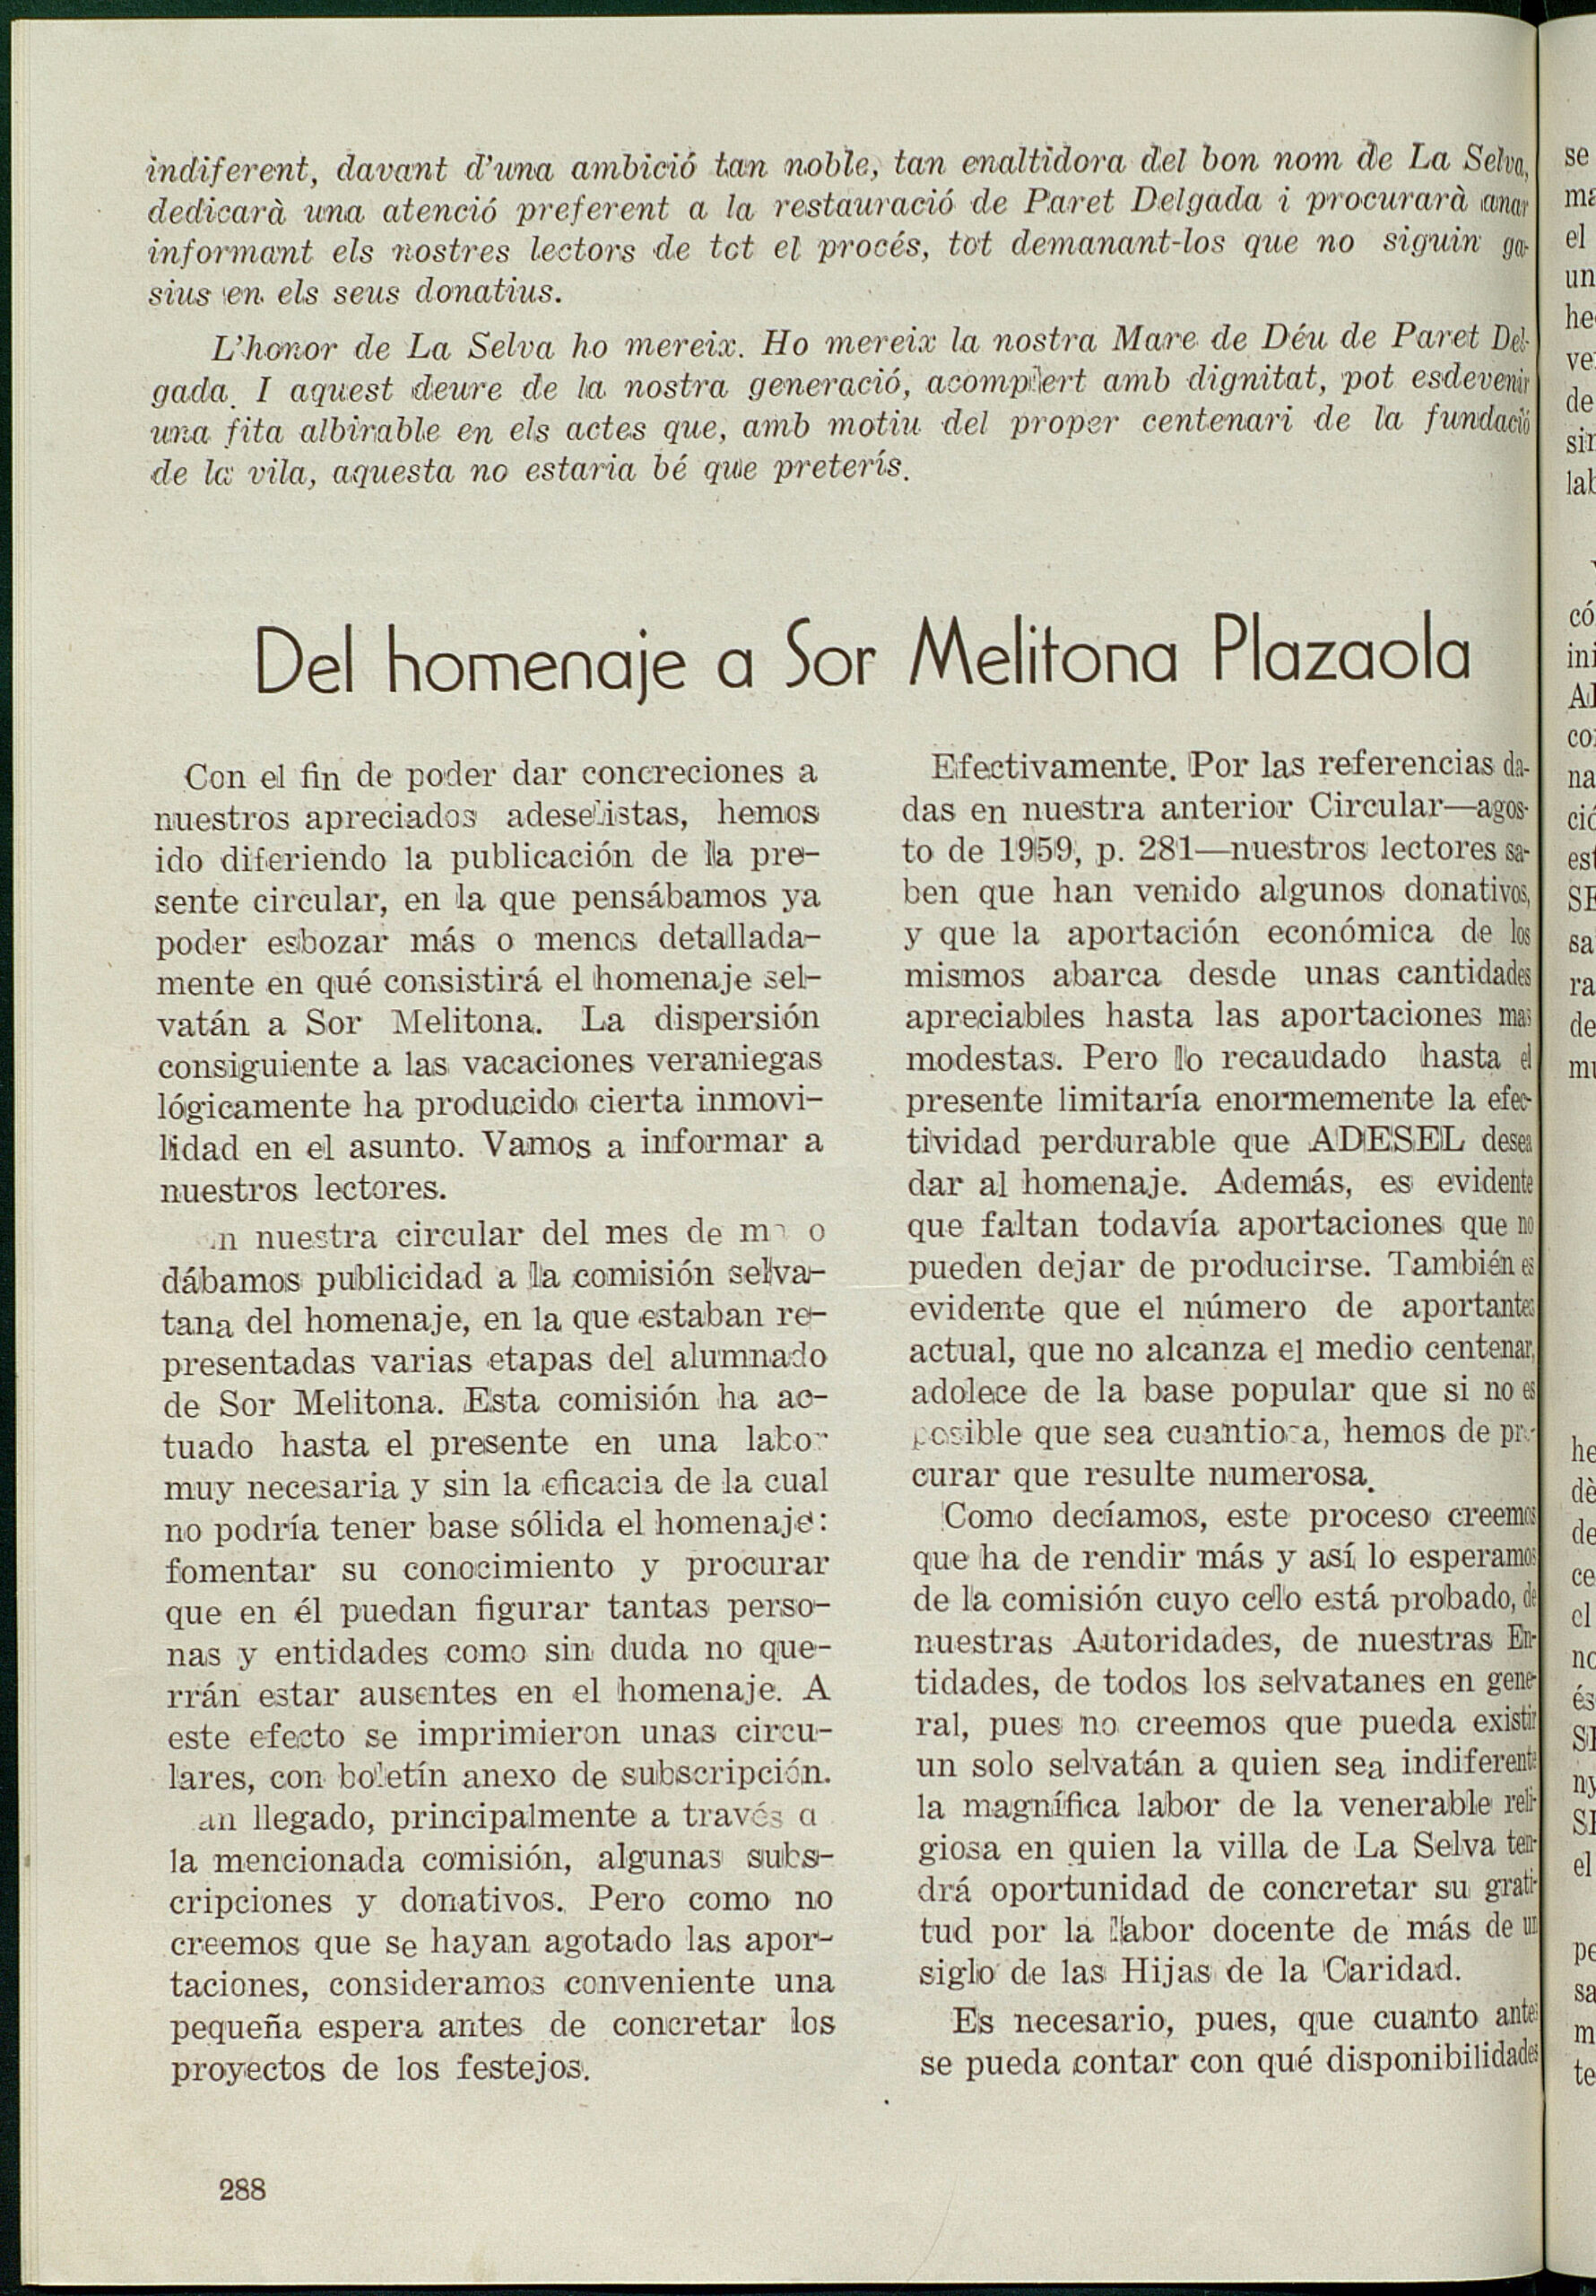 indiferent, davant d'una ambició tan noble, tan enaltidora del bon nom de La Selva,
dedicarà una atenció preferent a la restauració de Paret Delgada i procurarà anar
informant els nostres lectors de tot el procés, tot demanant-los que no siguin ga-
sius en els seus donatius.
L'honor de La Selva ho mereix. Ho mereix la nostra Mare de Déu de Paret Del-
gada. I aquest deure de la nostra generació, acomplert amb dignitat, pot esdevenir
una fita albirable en els actes que, amb motiu del proper centenari de la fundació
de la vila, aquesta no estaria bé que preterís.
Del homenaje a Sor Melitona Plazaola
Con el fin de poder dar concreciones a
nuestros apreciados adeselistas, hemos
ido difiriendo la publicación de la pre-
sente circular, en la que pensábamos ya
poder esbozar más o menos detallada-
mente en qué consistirá el homenaje sel-
vatán a Sor Melitona. La dispersión
consiguiente a las vacaciones veraniegas
lógicamente ha producido cierta inmovi-
lidad en el asunto. Vamos a informar a
nuestros lectores.
nuestra circular del mes de
dábamos publicidad a la comisión selva-
tana del homenaje, en la que estaban re-
presentadas varias etapas del alumnado
de Sor Melitona. Esta comisión ha ac-
tuado hasta el presente en una labor
muy necesaria y sin la eficacia de la cual
no podría tener base sólida el homenaje:
fomentar su conocimiento y procurar
que en él puedan figurar tantas perso-
nas y entidades como sin duda no que-
rrán estar ausentes en el homenaje. A
este efecto se imprimieron unas circu-
lares, con boletín anexo de subscripción.
llegado, principalmente a través
la mencionada comisión, algunas subs-
cripciones y donativos. Pero como no
creemos que se hayan agotado las apor-
taciones, consideramos conveniente una
pequeña espera antes de concretar los
proyectos de los festejos.
Efectivamente. Por las referencias da-
das en nuestra anterior Circular—agos-
to de 1959, p. 281—nuestros lectores sa-
ben que han venido algunos donativos,
y que la aportación económica de los
mismos abarca desde unas cantidades
apreciables hasta las aportaciones mas
modestas. Pero lo recaudado hasta el
presente limitaría enormemente la efec-
tividad perdurable que ADESEL desea
dar al homenaje. Además, es evidente
que faltan todavía aportaciones que no
pueden dejar de producirse. También es
evidente que el número de aportantes
actual, que no alcanza el medio centenar,
adolece de la base popular que si no es
posible que sea cuantiosa, hemos de pro-
curar que resulte numerosa.
Como decíamos, este proceso creemos
que ha de rendir más y así lo esperamos
de la comisión cuyo celo está probado, de
nuestras Autoridades, de nuestras En-
tidades, de todos los selvatanes en gene-
ral, pues no creemos que pueda existir
un solo selvatán a quien sea indiferente
la magnífica labor de la venerable reli-
giosa en quien la villa de La Selva ten-
drá oportunidad de concretar su grati-
tud por la labor docente de más de un
siglo de las Hijas de la Caridad.
Es necesario, pues, que cuanto antes
se pueda contar con qué disponibilidades
288